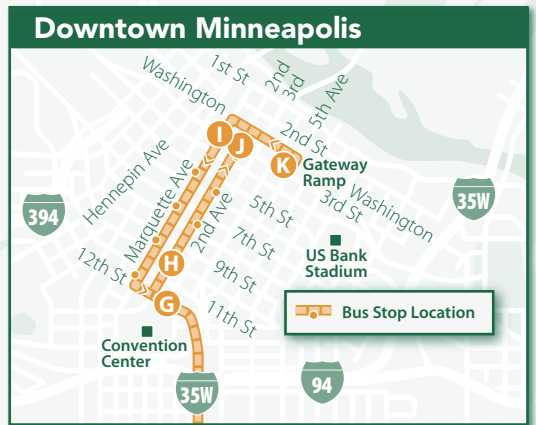 Downtown Minneapolis
1st St
2nd
3rd
5th Ave
Washington
2nd St
I
J
K
Gateway
Ramp
Hennepin Ave
Marquette Ave
2nd Ave
3rd St
Washington
35W
394
5th St
7th St
9th St
11th St
US Bank
Stadium
12th St
H
G
Bus Stop Location
Convention
Center
35W
94